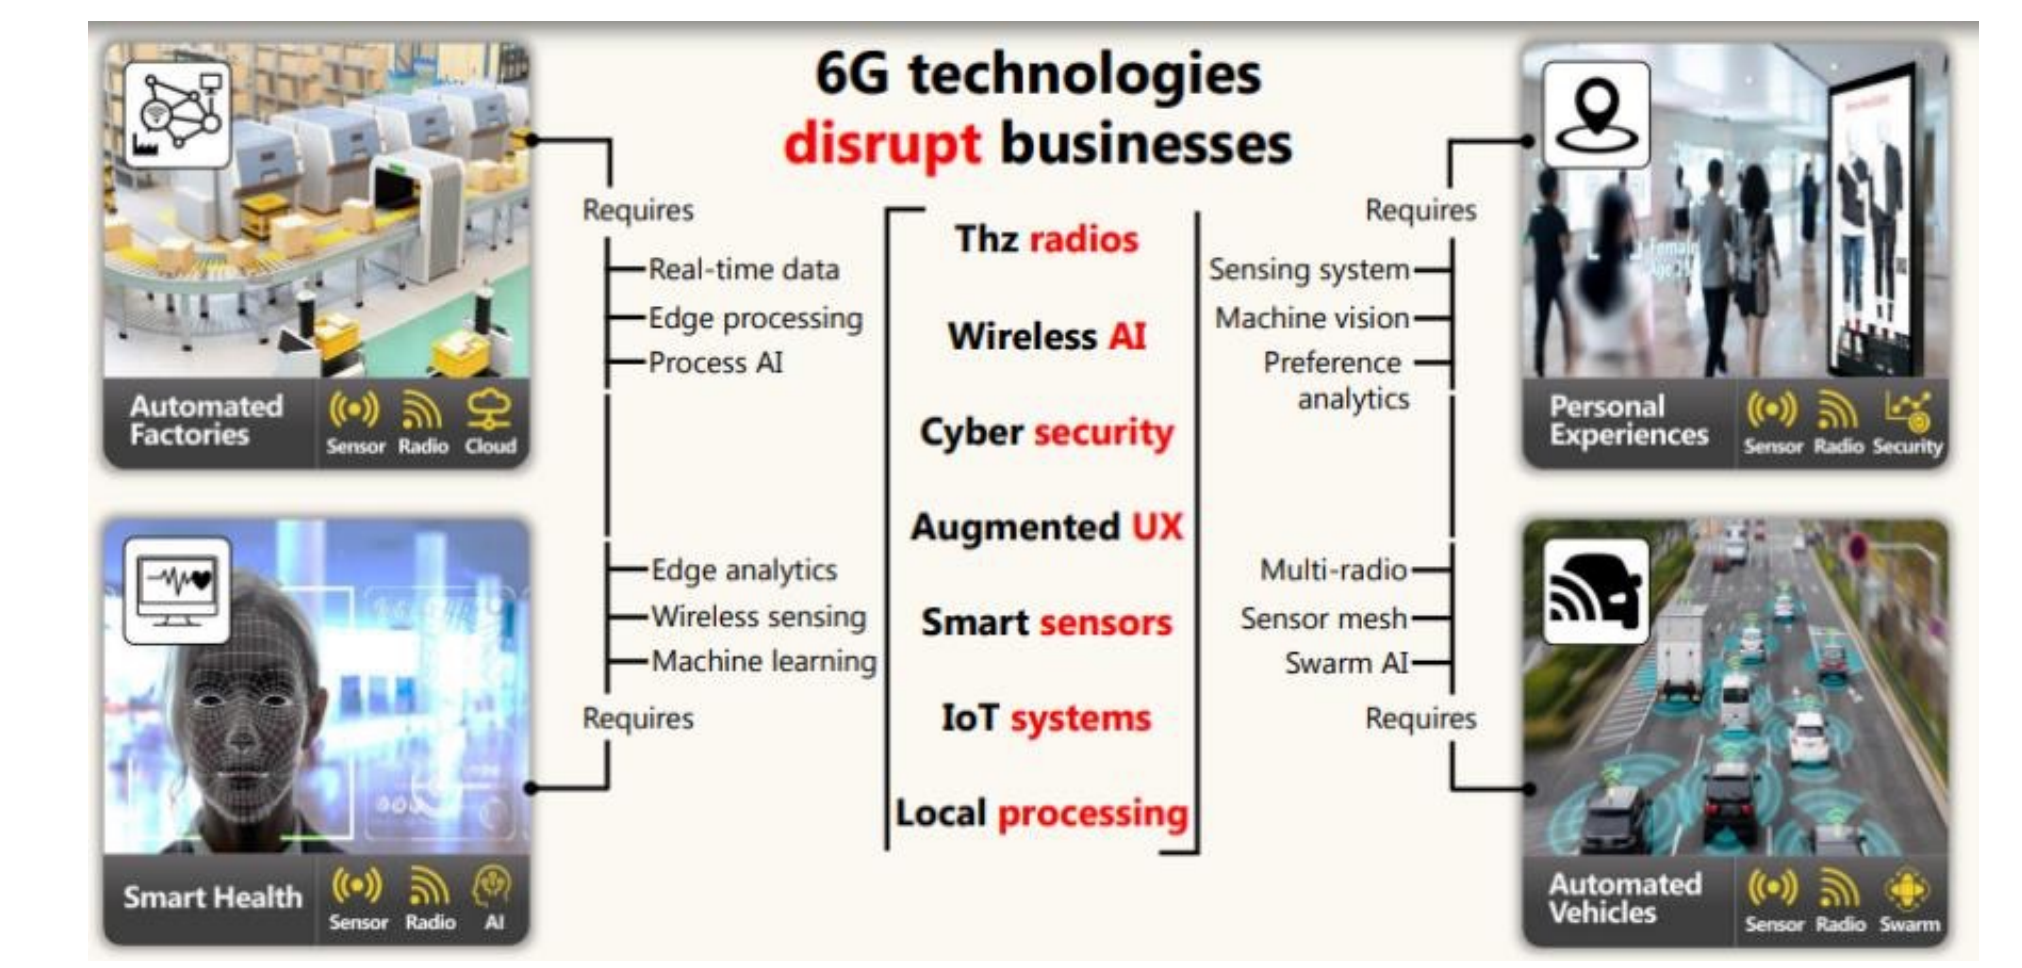 6G technologies
disrupt businesses
Requires
Real-time data
Edge processing
Process AI
Automated
Factories
Sensor Radio Cloud
Edge analytics
Wireless sensing
Machine learning
Requires
Smart Health
Sensor Radio AI
Thz radios
Wireless AI
Cyber security
Augmented UX
Smart sensors
IoT systems
Local processing
Requires
Sensing system
Machine vision
Preference
analytics
Personal
Experiences
Sensor Radio Security
Multi-radio
Sensor mesh
Swarm AI
Requires
Automated
Vehicles
Sensor Radio Swarm